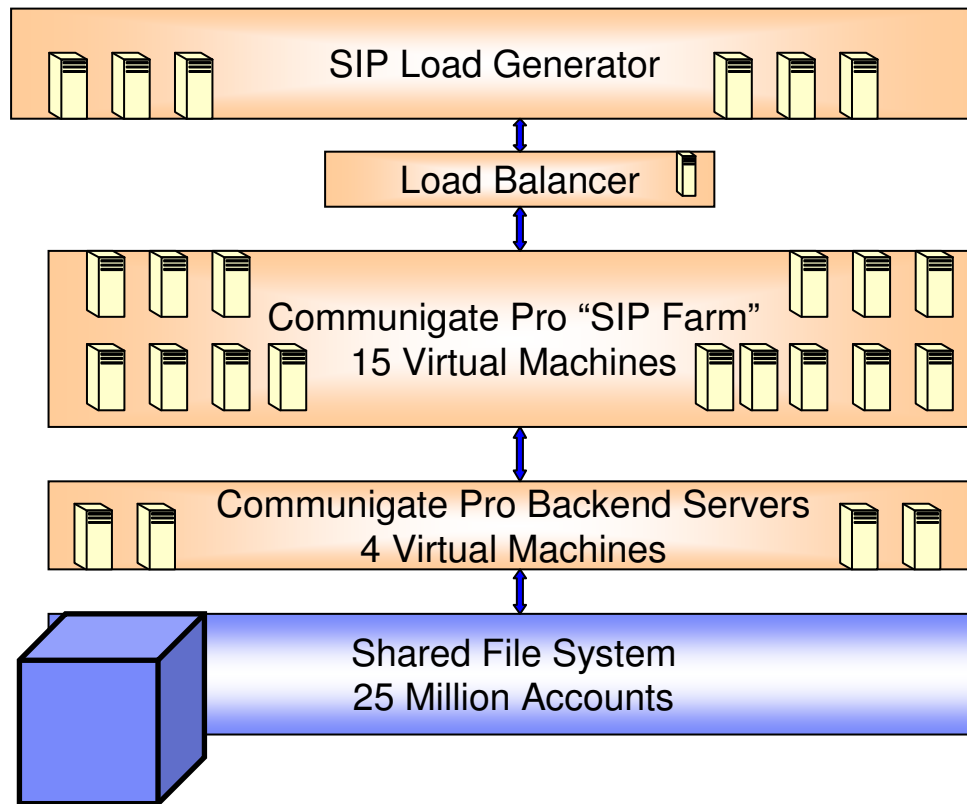 SIP Load Generator
Load Balancer
Communigate Pro “SIP Farm”
15 Virtual Machines
Communigate Pro Backend Servers
4 Virtual Machines
Shared File System
25 Million Accounts